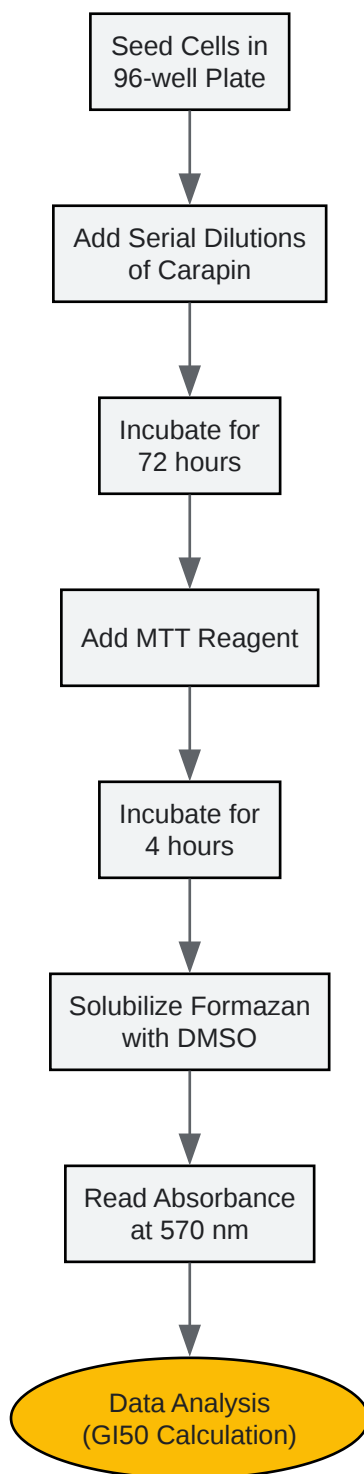 Seed Cells in
96-well Plate
Add Serial Dilutions
of Carapin
Incubate for
72 hours
Add MTT Reagent
Incubate for
4 hours
Solubilize Formazan
with DMSO
Read Absorbance
at 570 nm
Data Analysis
(GI50 Calculation)